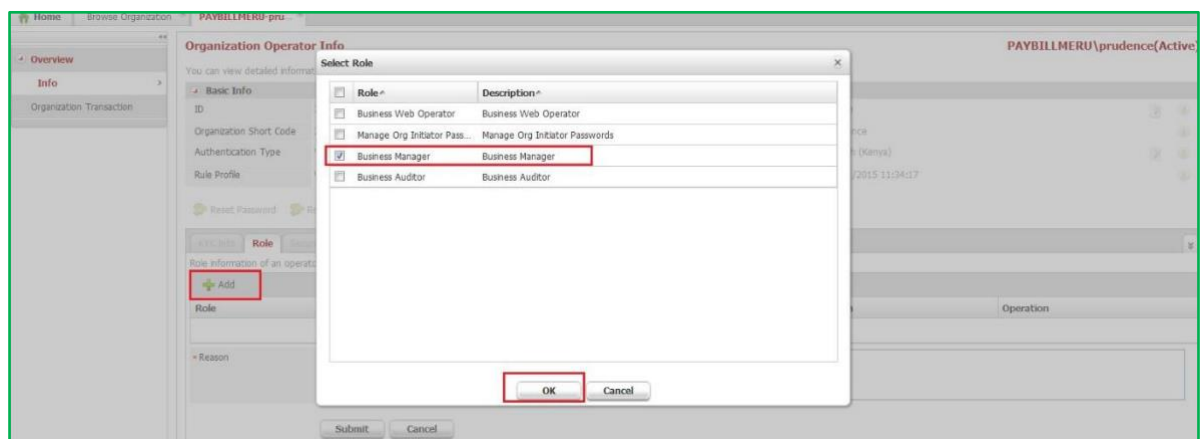 Home Browse Organization PAYBILLMERU-pru...
Overview
Info
Organization Transaction
Organization Operator Info PAYBILLMERU\prudence(Active)
You can view detailed informat
Basic Info
ID
Organization Short Code
Authentication Type (Kenya)
Rule Profile /2015 11:34:17
Reset Password
Role
Role information of an operato
Add
Role Operation
*Reason
Submit Cancel
Select Role
Role Description
Business Web Operator Business Web Operator
Manage Org Initiator Pass... Manage Org Initiator Passwords
Business Manager Business Manager
Business Auditor Business Auditor
OK Cancel